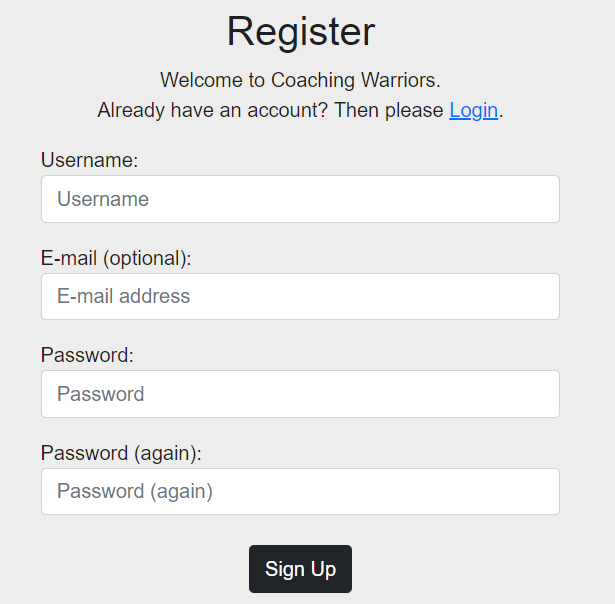 Register
Welcome to Coaching Warriors.
Already have an account? Then please Login.
Username:
Username
E-mail (optional):
E-mail address
Password:
Password
Password (again):
Password (again)
Sign Up